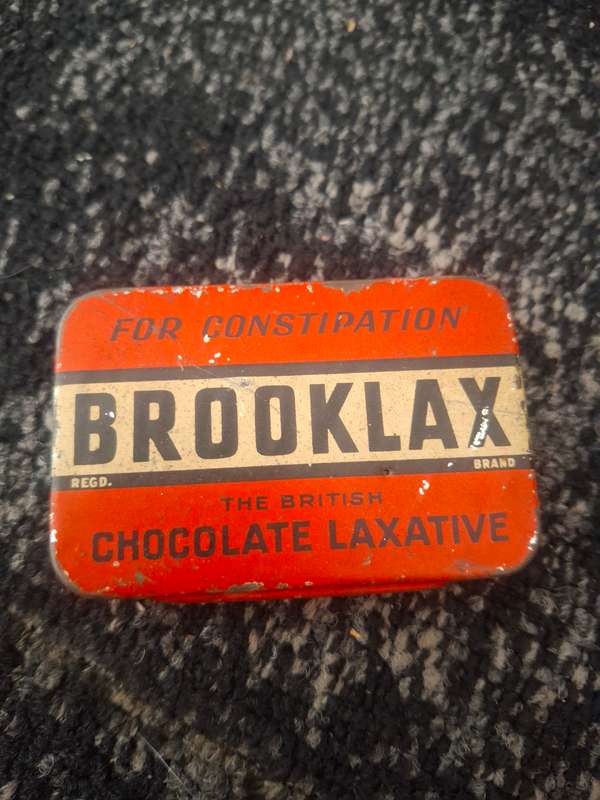 FOR CONSTIPATION
BROOKLAX
REGD. BRAND
THE BRITISH
CHOCOLATE LAXATIVE